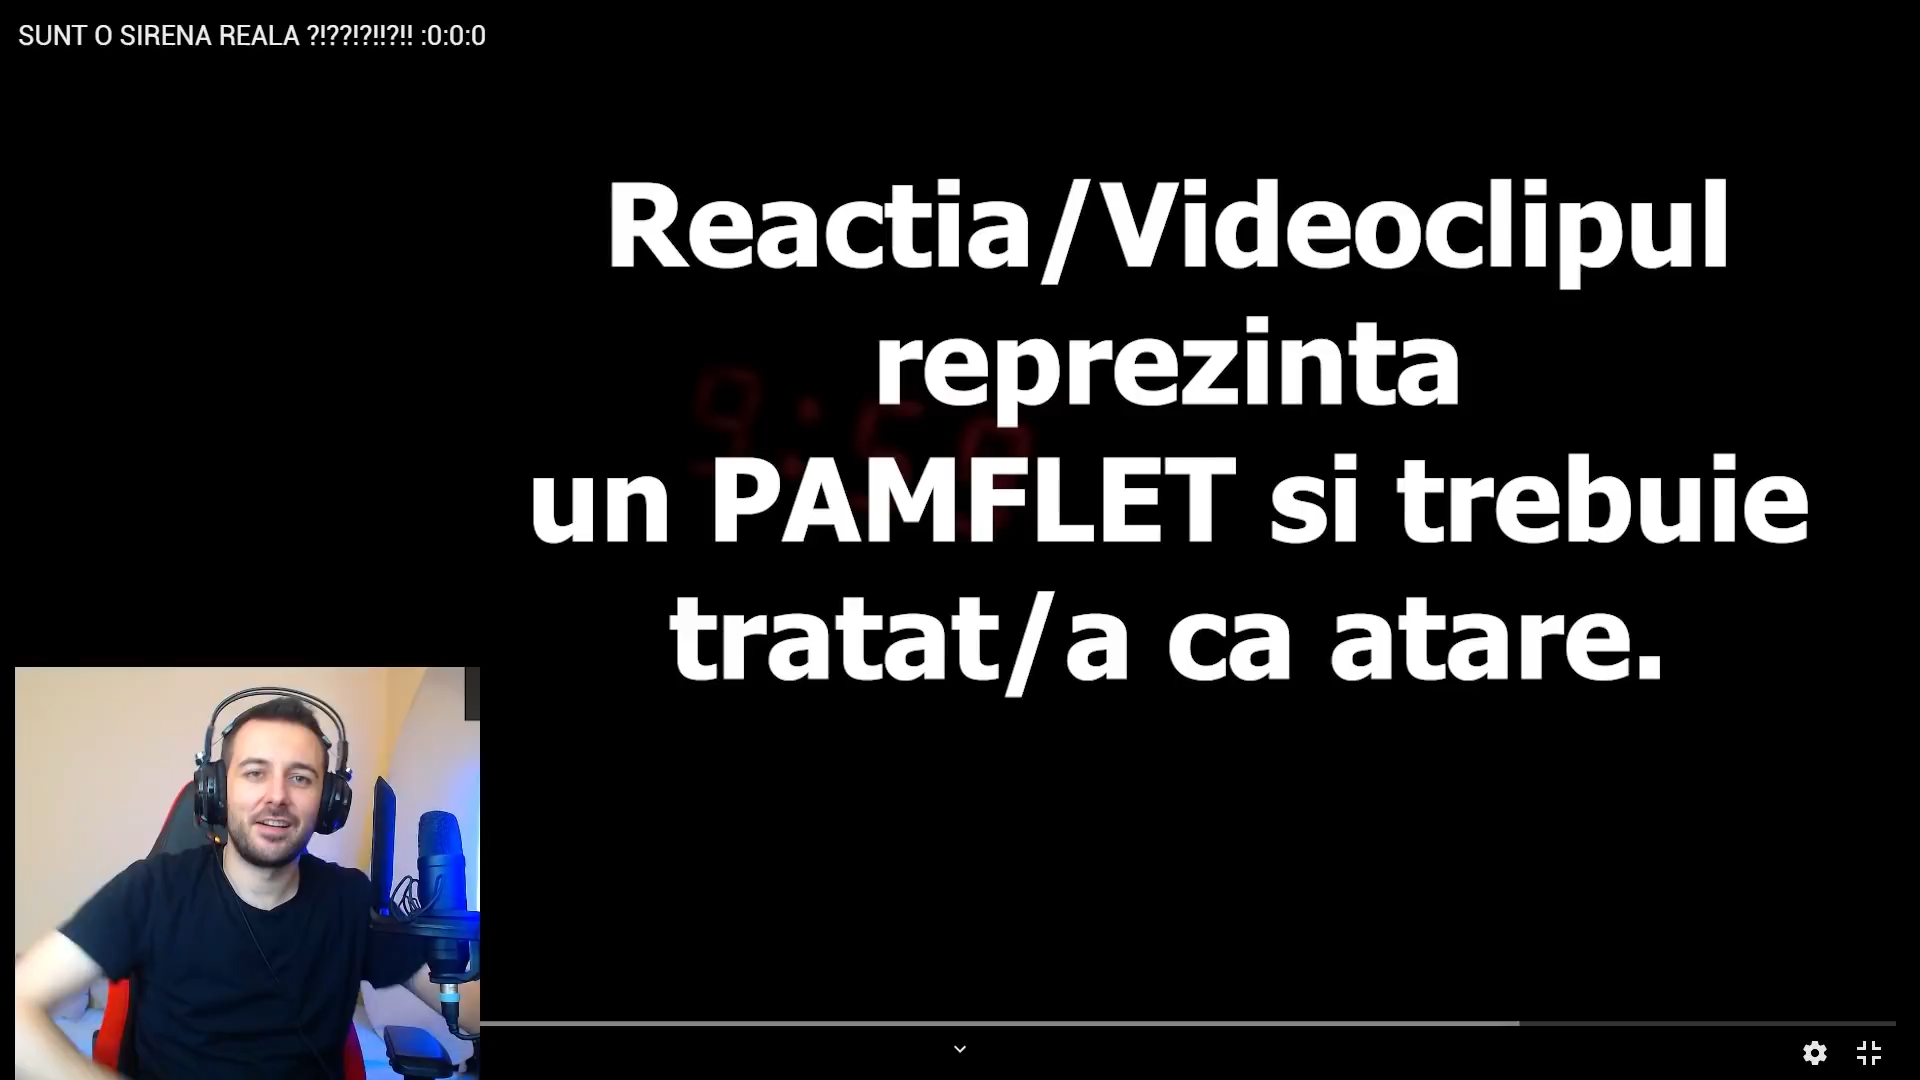 SUNT O SIRENA REALA ?!??!?!!?!! :0:0:0
Reactia/Videoclipul
reprezinta
un PAMFLET si trebuie
tratat/a ca atare.